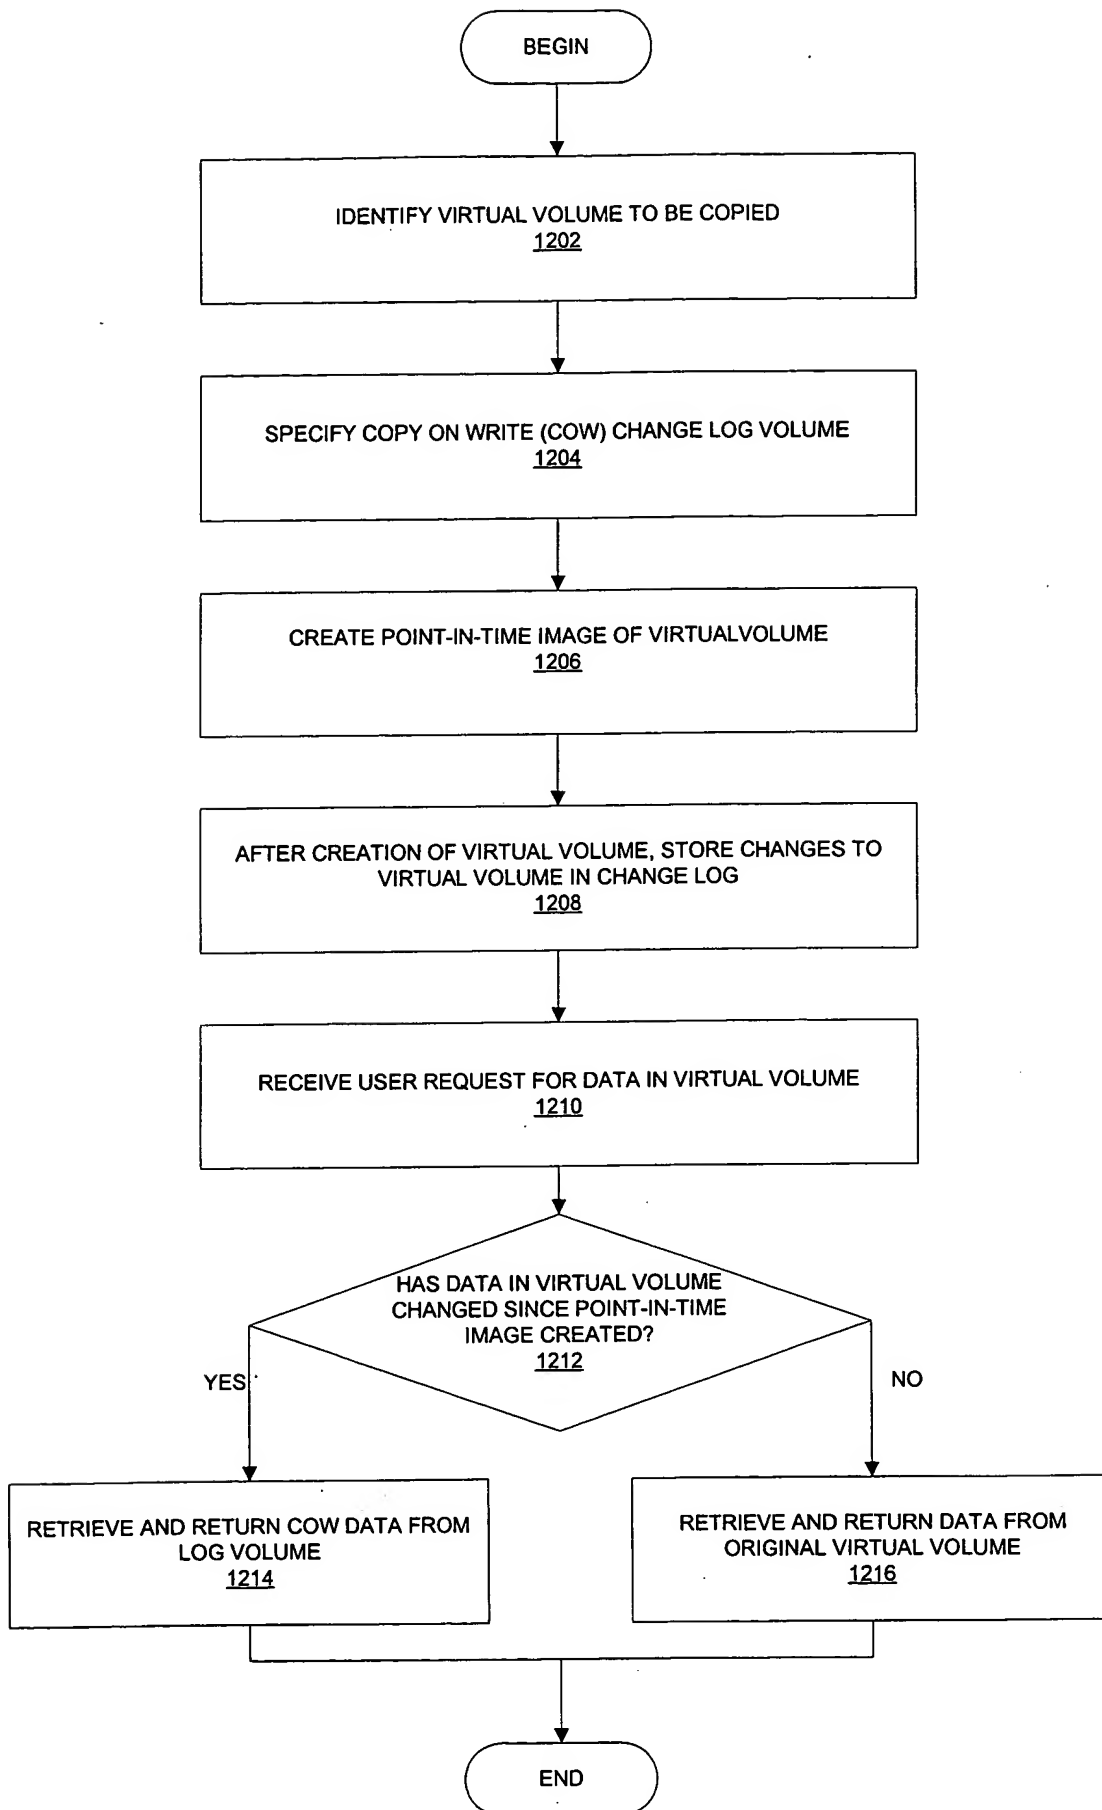 BEGIN
IDENTIFY VIRTUAL VOLUME TO BE COPIED
1202
SPECIFY COPY ON WRITE (COW) CHANGE LOG VOLUME
1204
CREATE POINT-IN-TIME IMAGE OF VIRTUALVOLUME
1206
AFTER CREATION OF VIRTUAL VOLUME, STORE CHANGES TO
VIRTUAL VOLUME IN CHANGE LOG
1208
RECEIVE USER REQUEST FOR DATA IN VIRTUAL VOLUME
1210
HAS DATA IN VIRTUAL VOLUME
CHANGED SINCE POINT-IN-TIME
IMAGE CREATED?
1212
YES
NO
RETRIEVE AND RETURN COW DATA FROM
LOG VOLUME
1214
RETRIEVE AND RETURN DATA FROM
ORIGINAL VIRTUAL VOLUME
1216
END